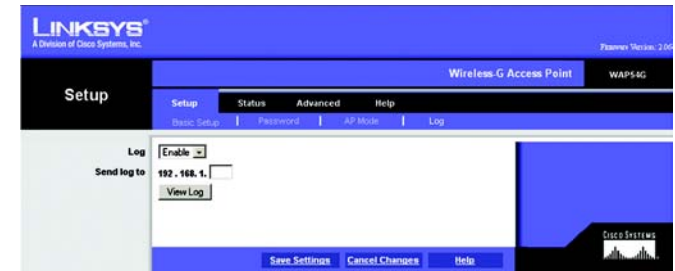 LINKSYS®
A Division of Cisco Systems, Inc.
Firmware Version: 2.06
Wireless-G Access Point WAP54G
Setup
Setup Status Advanced Help
Basic Setup | Password | AP Mode | Log
Log Enable
Send log to 192 . 168. 1.
View Log
Save Settings Cancel Changes Help
CISCO SYSTEMS